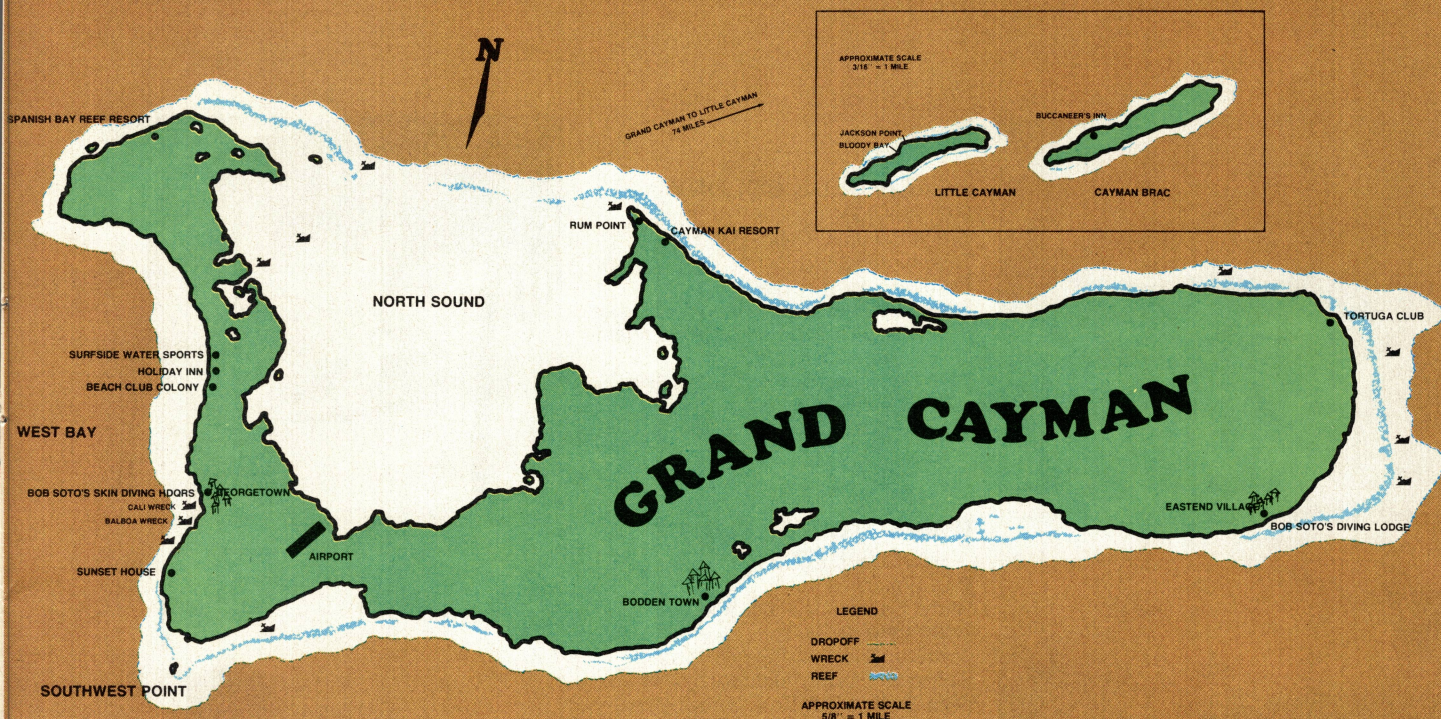 N
GRAND CAYMAN TO LITTLE CAYMAN
74 MILES
APPROXIMATE SCALE
3/16" = 1 MILE
JACKSON POINT
BLOODY BAY
LITTLE CAYMAN
BUCCANEER'S INN
CAYMAN BRAC
SPANISH BAY REEF RESORT
RUM POINT
CAYMAN KAI RESORT
NORTH SOUND
TORTUGA CLUB
SURFSIDE WATER SPORTS
HOLIDAY INN
BEACH CLUB COLONY
WEST BAY
GRAND CAYMAN
BOB SOTO'S SKIN DIVING HDQRS
GEORGETOWN
CALI WRECK
BALBOA WRECK
AIRPORT
SUNSET HOUSE
EASTEND VILLAGE
BOB SOTO'S DIVING LODGE
BODDEN TOWN
SOUTHWEST POINT
LEGEND
DROPOFF
WRECK
REEF
APPROXIMATE SCALE
5/8" = 1 MILE